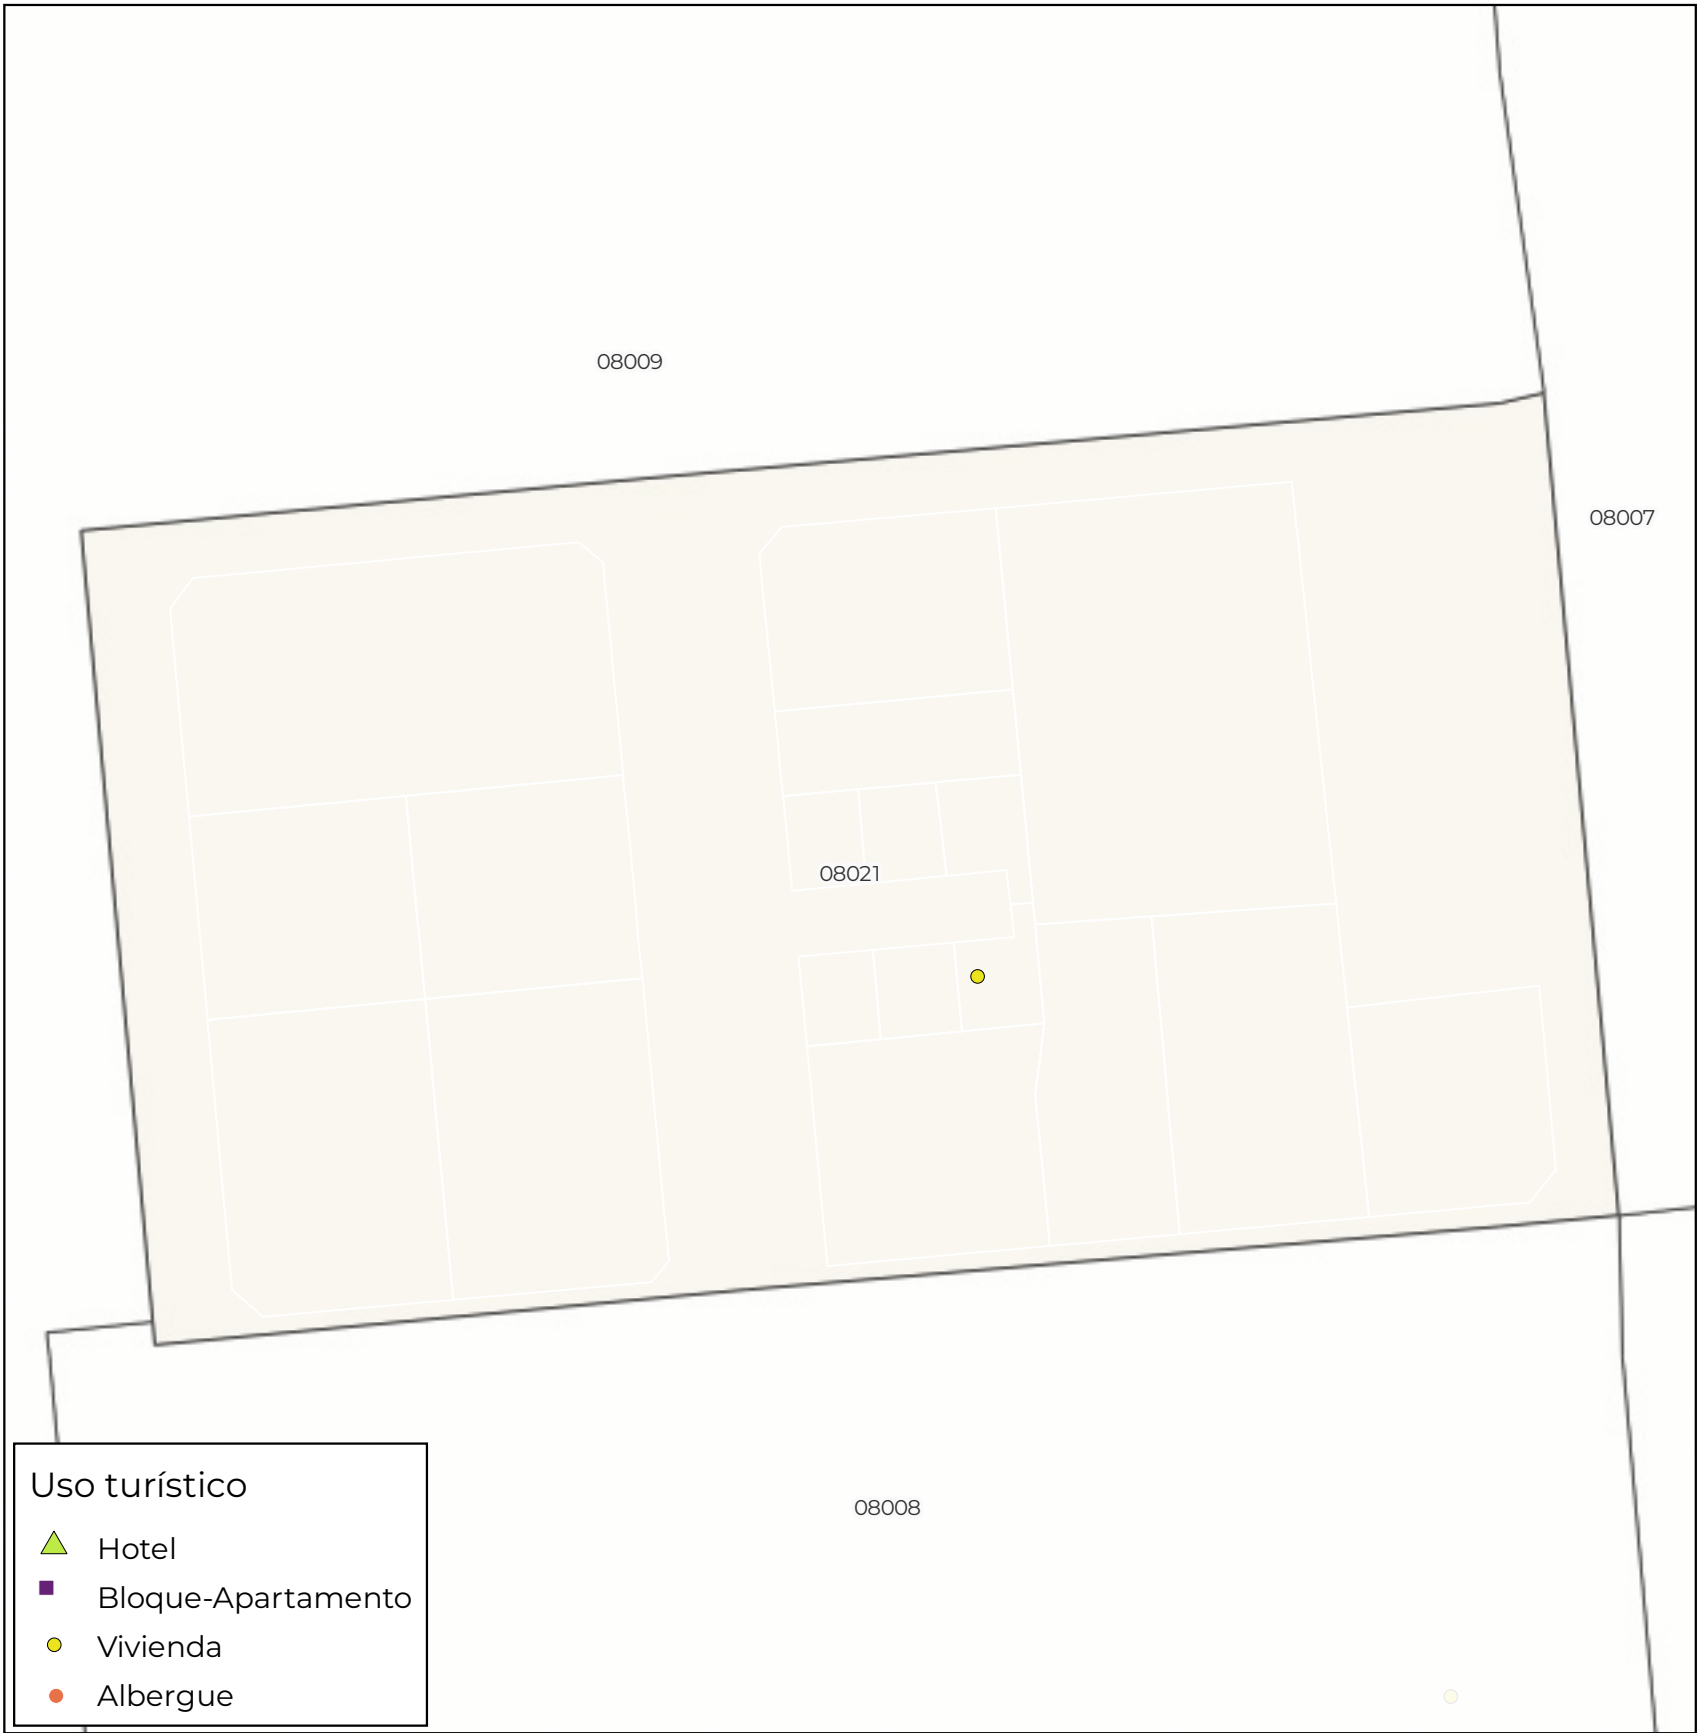 08009
08007
08021
08008
Uso turístico
Hotel
Bloque-Apartamento
Vivienda
Albergue